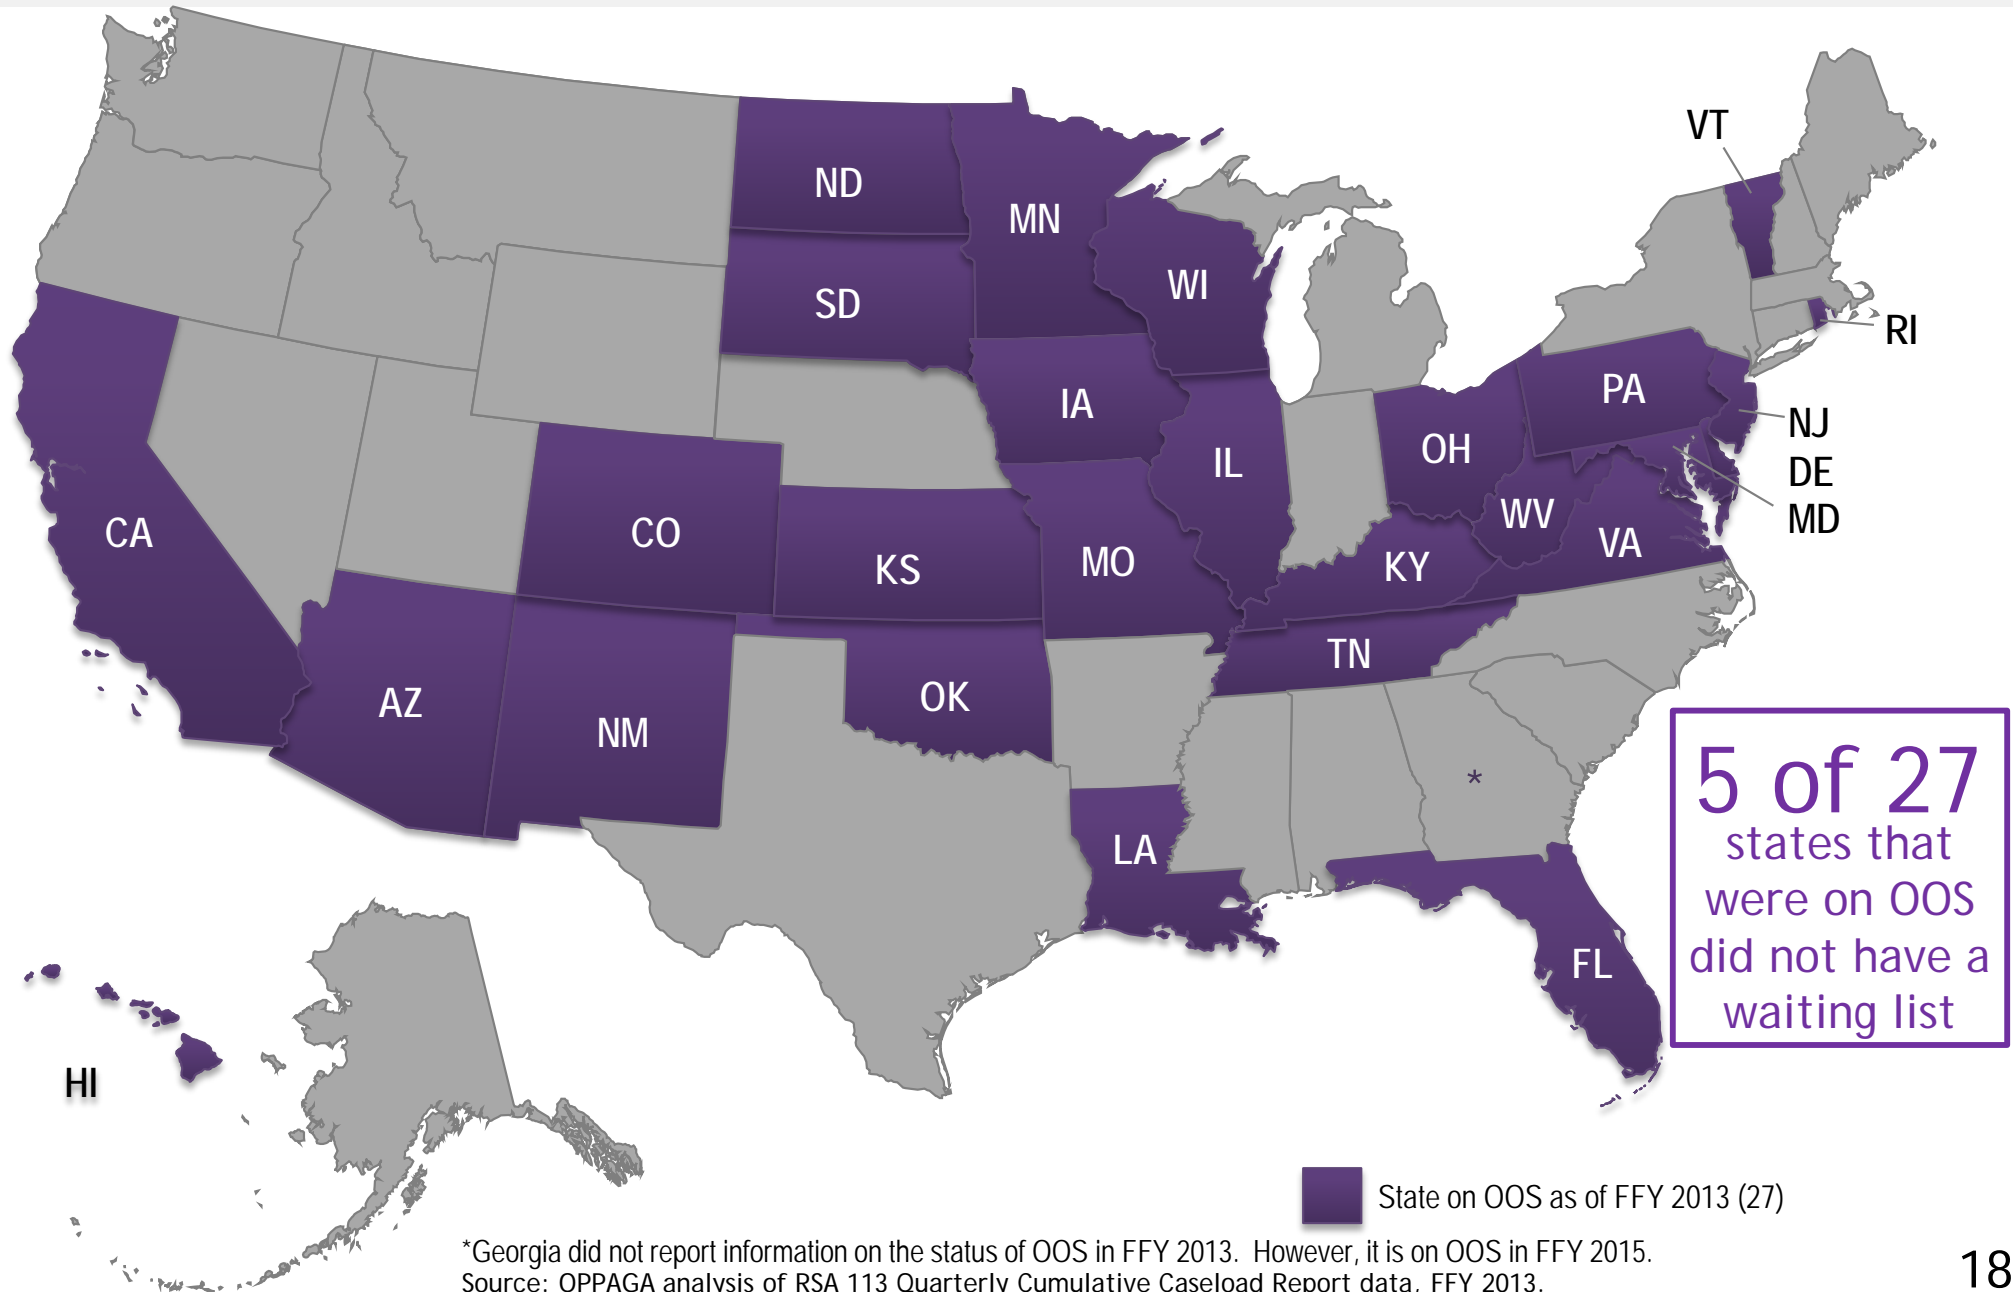 VT
ND
MN
WI
SD
RI
PA
IA
NJ
OH
IL
DE
WV
MD
CA
CO
VA
KS
MO
KY
TN
OK
AZ
NM
*
5 of 27
states that
were on OOS
did not have a
waiting list
LA
FL
HI
State on OOS as of FFY 2013 (27)
*Georgia did not report information on the status of OOS in FFY 2013.  However, it is on OOS in FFY 2015.
Source: OPPAGA analysis of RSA 113 Quarterly Cumulative Caseload Report data, FFY 2013.
18